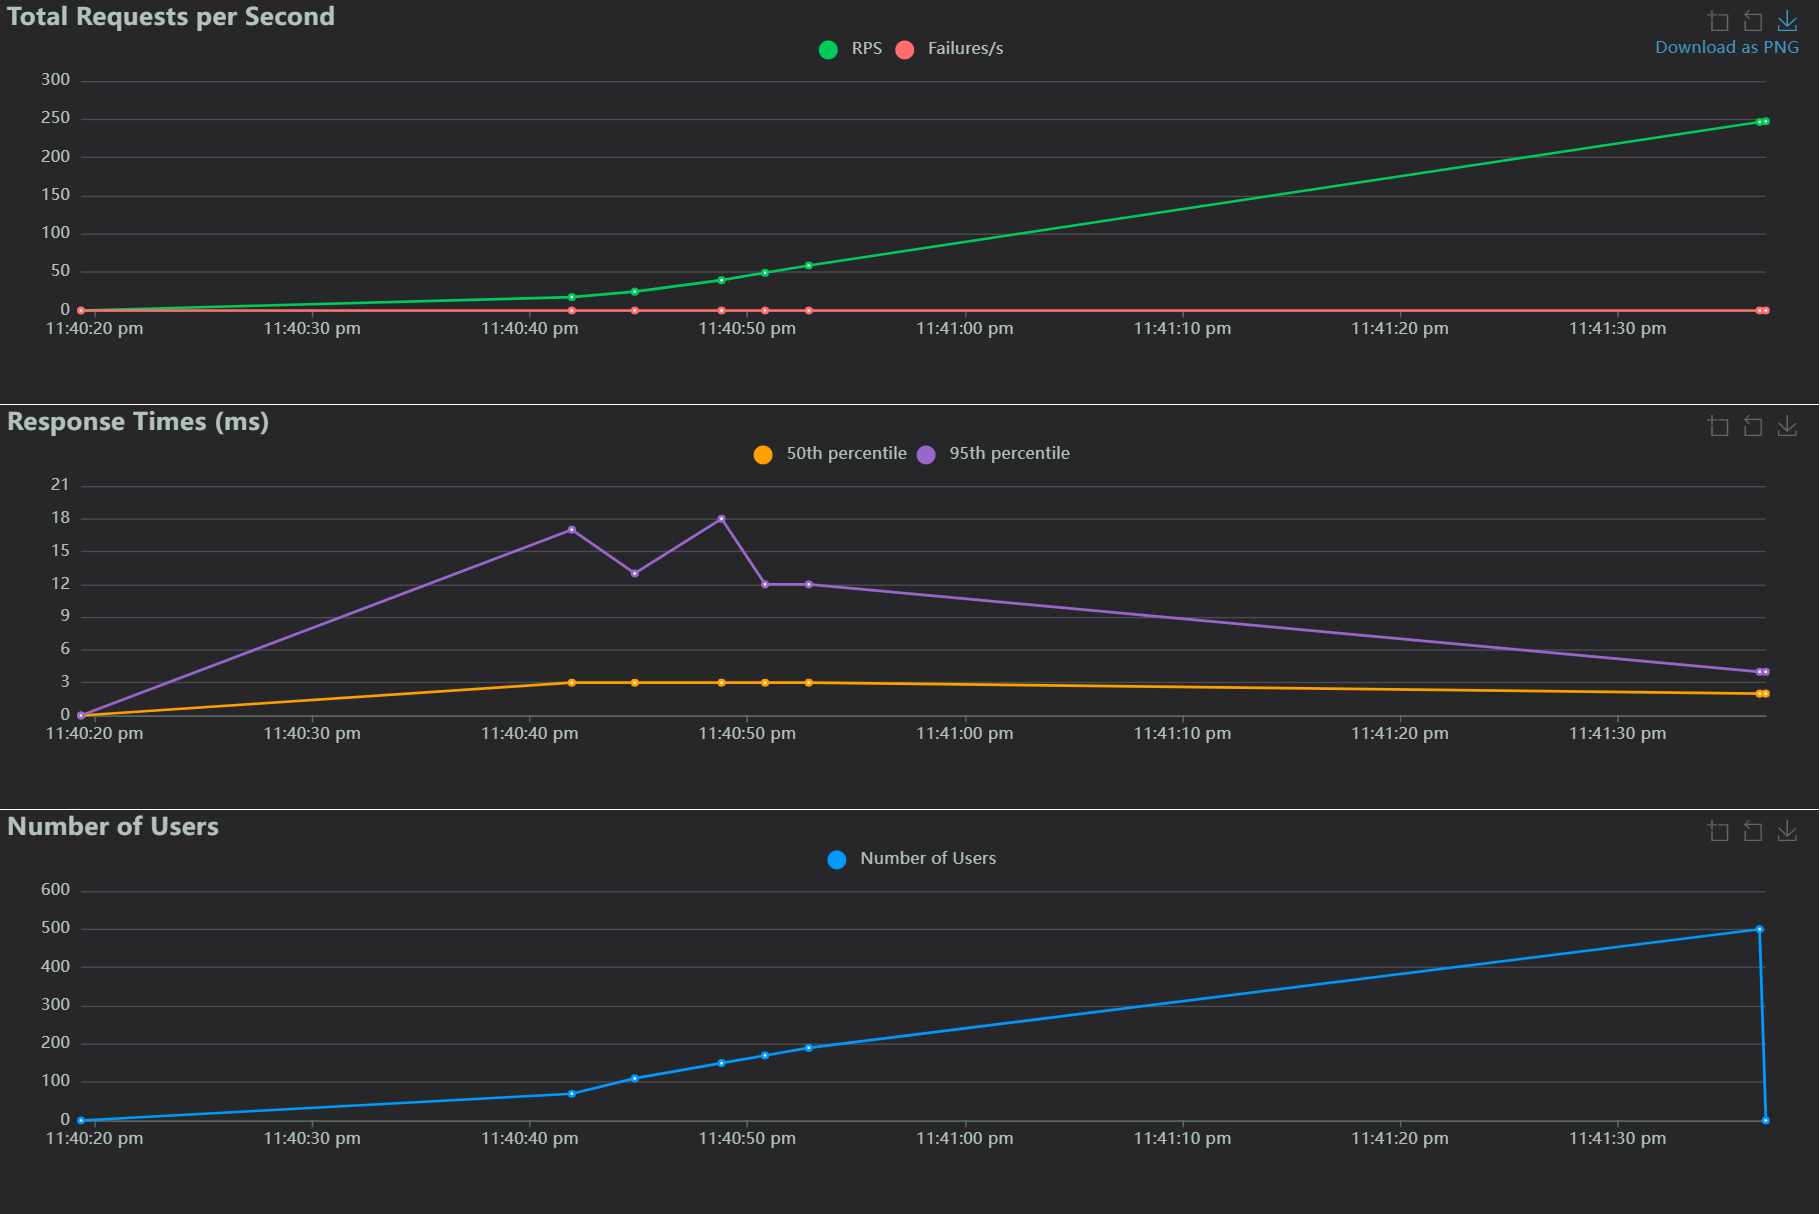 Total Requests per Second
RPS Failures/s
Download as PNG
300
250
200
150
100
50
0
11:40:20 pm 11:40:30 pm 11:40:40 pm 11:40:50 pm 11:41:00 pm 11:41:10 pm 11:41:20 pm 11:41:30 pm
Response Times (ms)
50th percentile 95th percentile
21
18
15
12
9
6
3
0
11:40:20 pm 11:40:30 pm 11:40:40 pm 11:40:50 pm 11:41:00 pm 11:41:10 pm 11:41:20 pm 11:41:30 pm
Number of Users
Number of Users
600
500
400
300
200
100
0
11:40:20 pm 11:40:30 pm 11:40:40 pm 11:40:50 pm 11:41:00 pm 11:41:10 pm 11:41:20 pm 11:41:30 pm